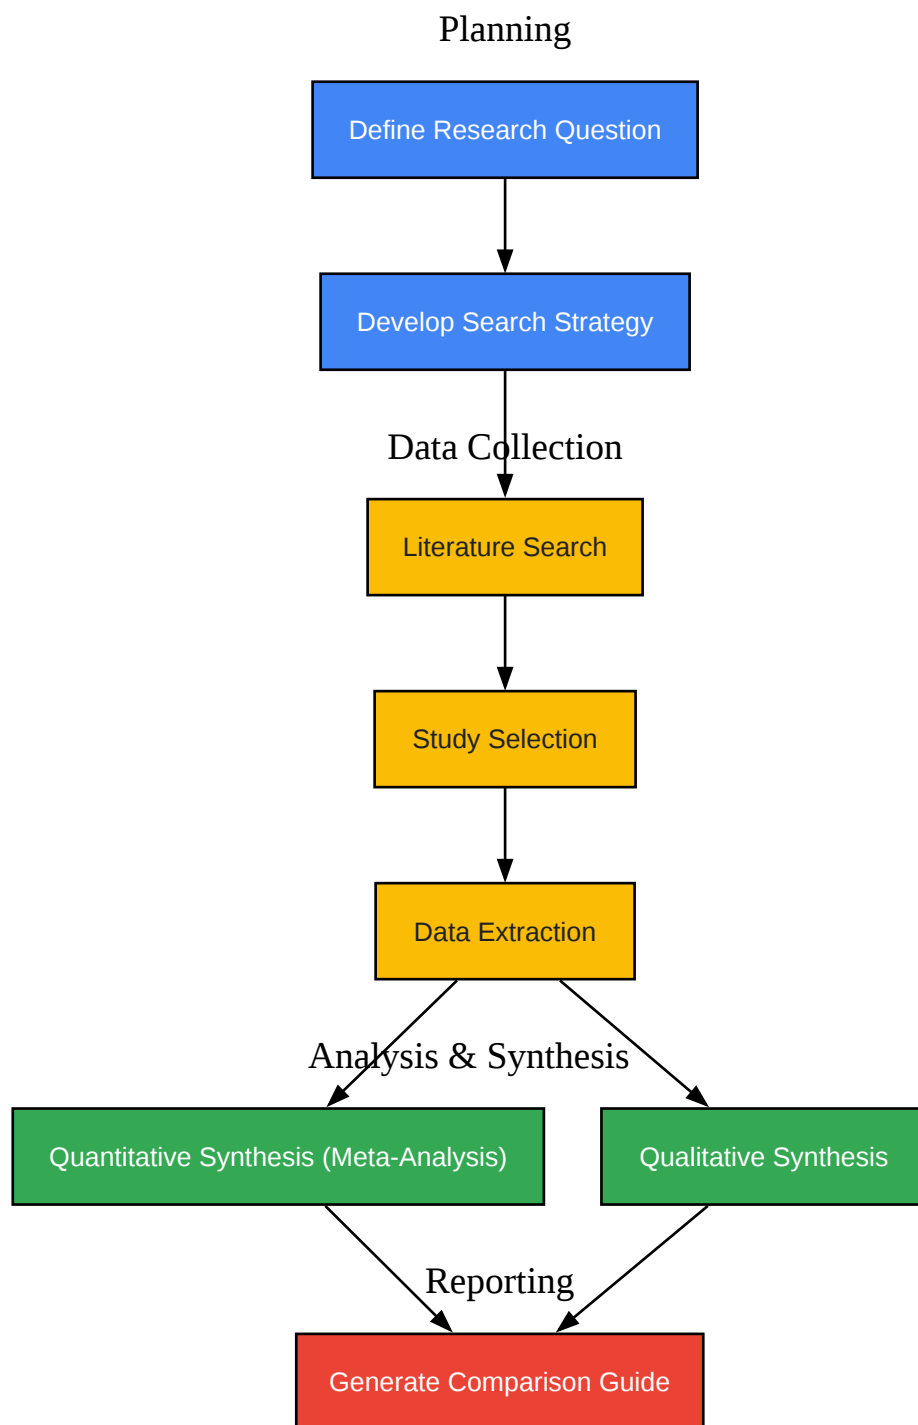 Planning
Define Research Question
Develop Search Strategy
Data Collection
Literature Search
Study Selection
Data Extraction
Analysis & Synthesis
Quantitative Synthesis (Meta-Analysis)
Qualitative Synthesis
Reporting
Generate Comparison Guide